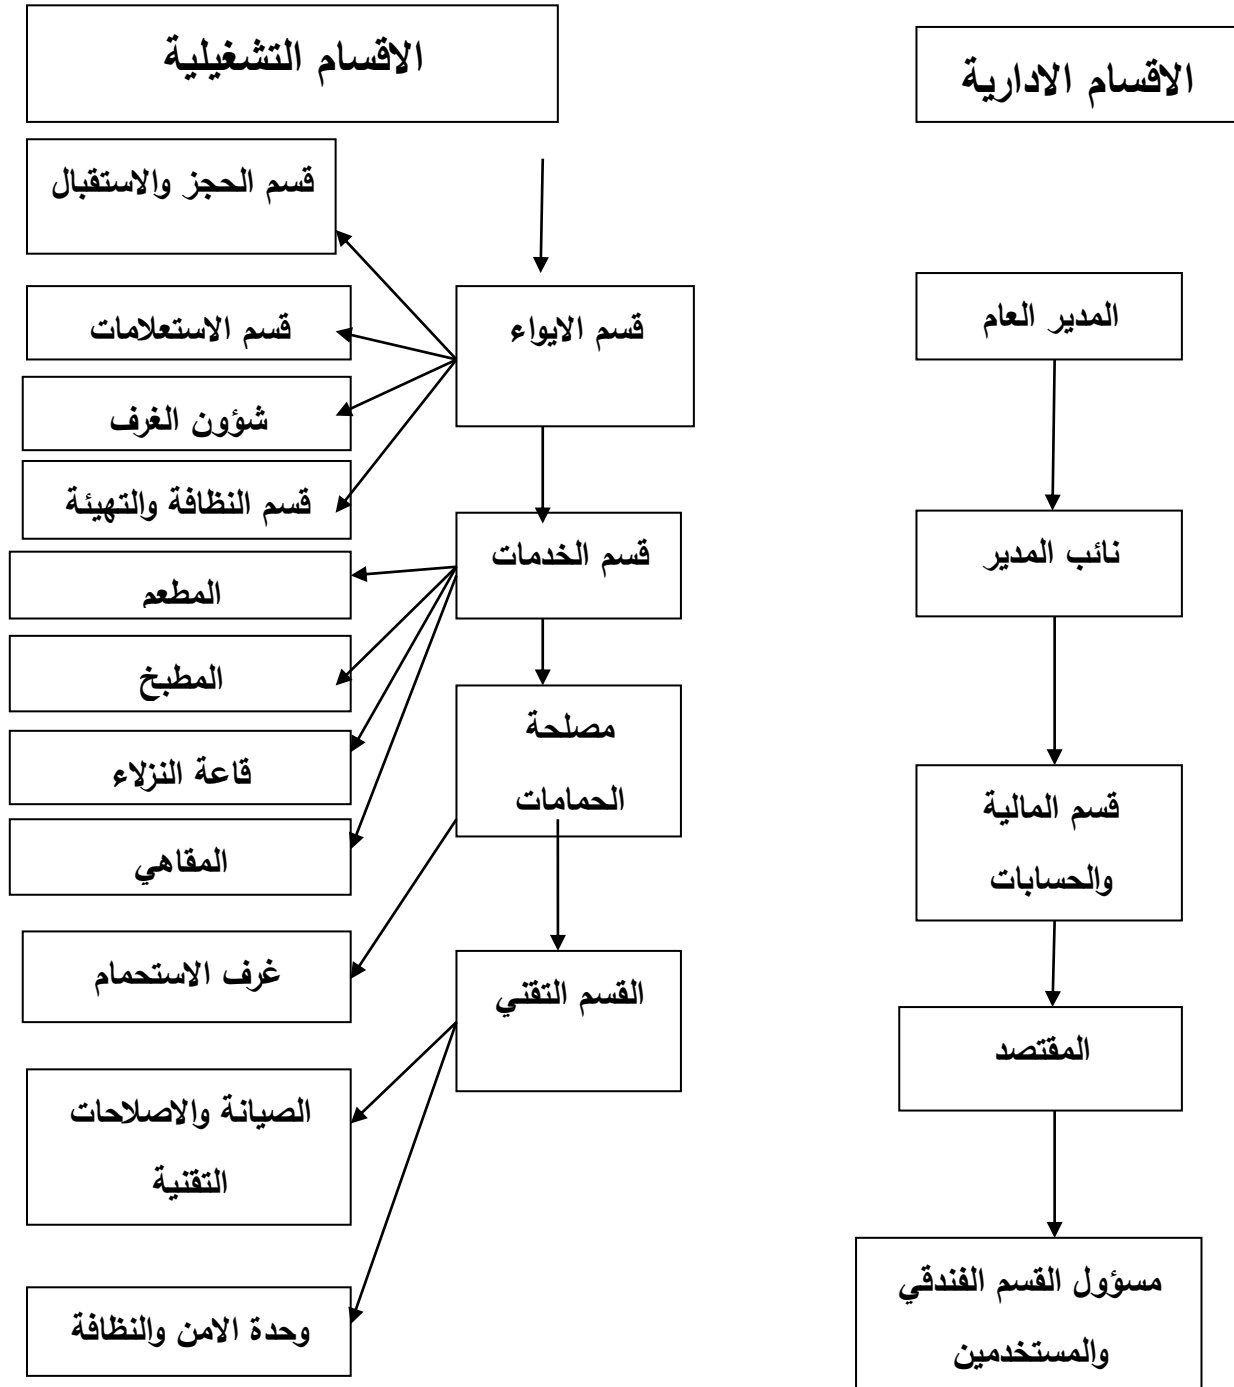 الاقسام الادارية
المدير العام
نائب المدير
قسم المالية
والحسابات
المقتصد
مسؤول القسم الفندقي
والمستخدمين
الاقسام التشغيلية
قسم الايواء
قسم الحجز والاستقبال
قسم الاستعلامات
شؤون الغرف
قسم النظافة والتهيئة
قسم الخدمات
المطعم
المطبخ
قاعة النزلاء
المقاهي
مصلحة
الحمامات
غرف الاستحمام
القسم التقني
الصيانة والاصلاحات
التقنية
وحدة الامن والنظافة